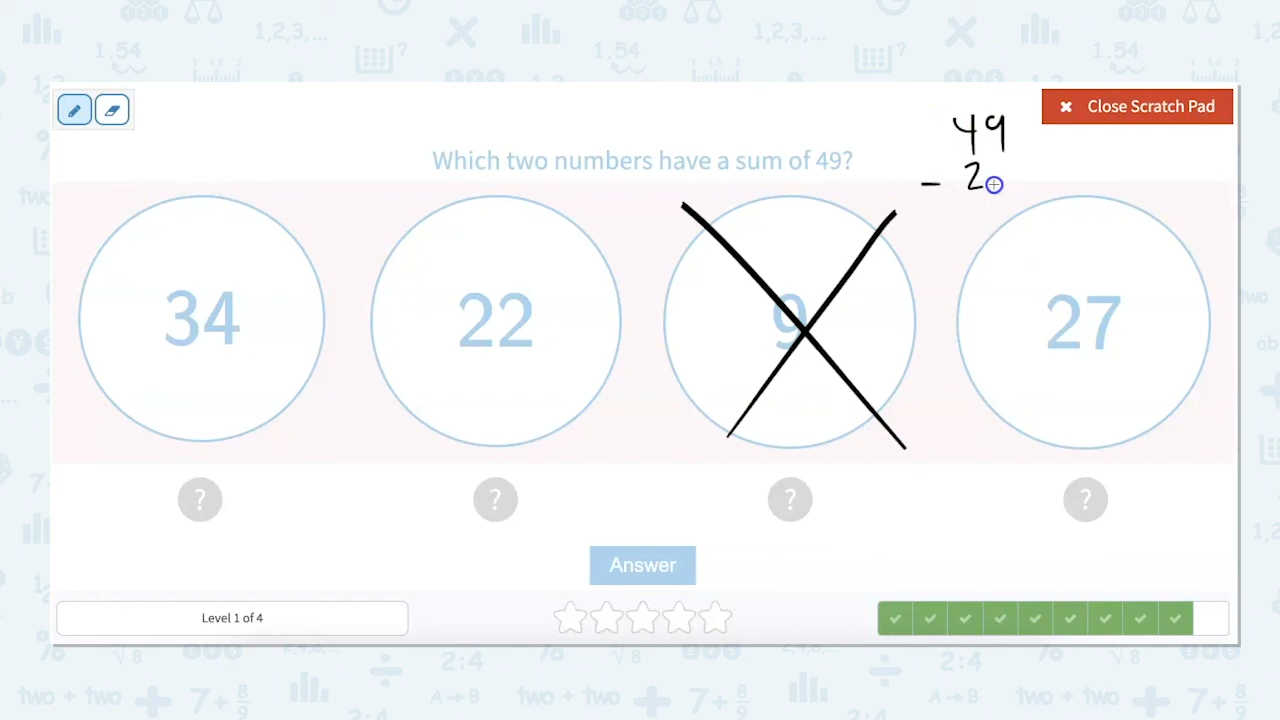 Close Scratch Pad
49
- 2
Which two numbers have a sum of 49?
34 22 9 27
? ? ? ?
Answer
Level 1 of 4